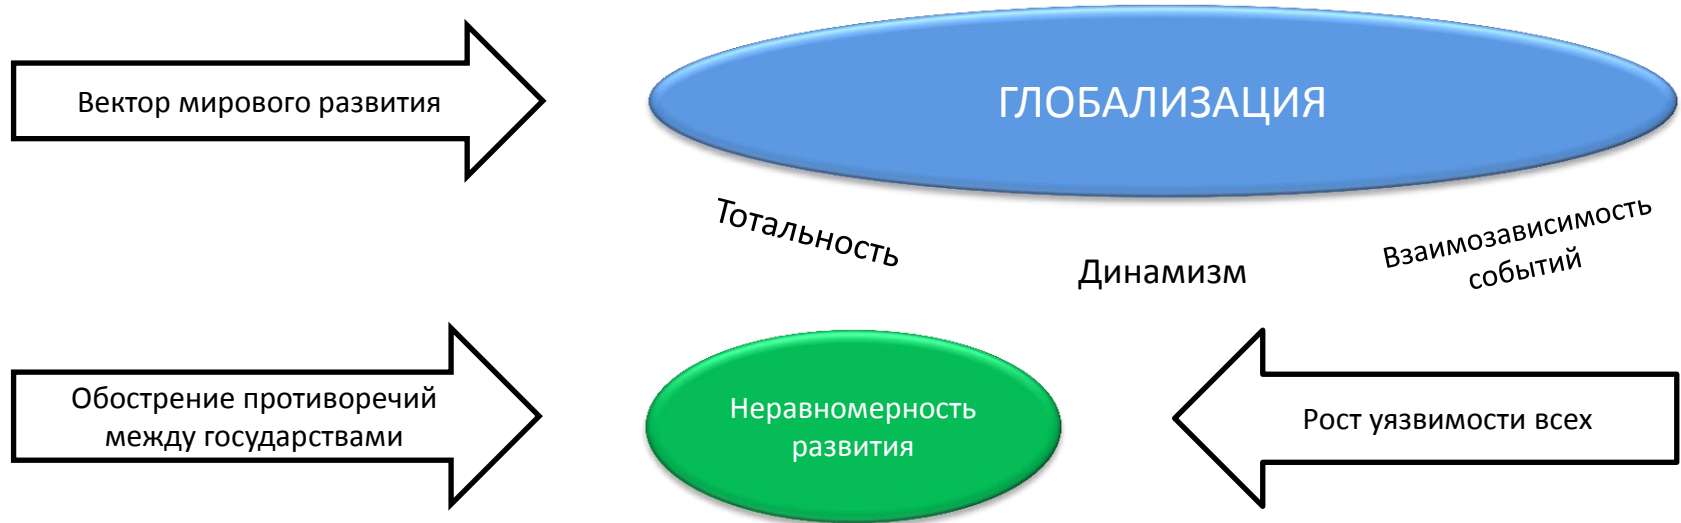 Вектор мирового развития
ГЛОБАЛИЗАЦИЯ
Тотальность
Динамизм
Взаимозависимость
событий
Обострение противоречий
между государствами
Неравномерность
развития
Рост уязвимости всех